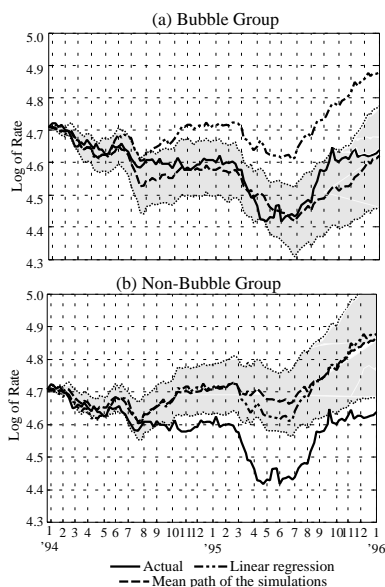 (a) Bubble Group
5.0
4.9
4.8
4.7
4.6
4.5
4.4
4.3
Log of Rate
(b) Non-Bubble Group
5.0
4.9
4.8
4.7
4.6
4.5
4.4
4.3
Log of Rate
1 2 3 4 5 6 7 8 9 10 11 12 1 2 3 4 5 6 7 8 9 10 11 12 1
'94 '95 '96
Actual Linear regression
Mean path of the simulations